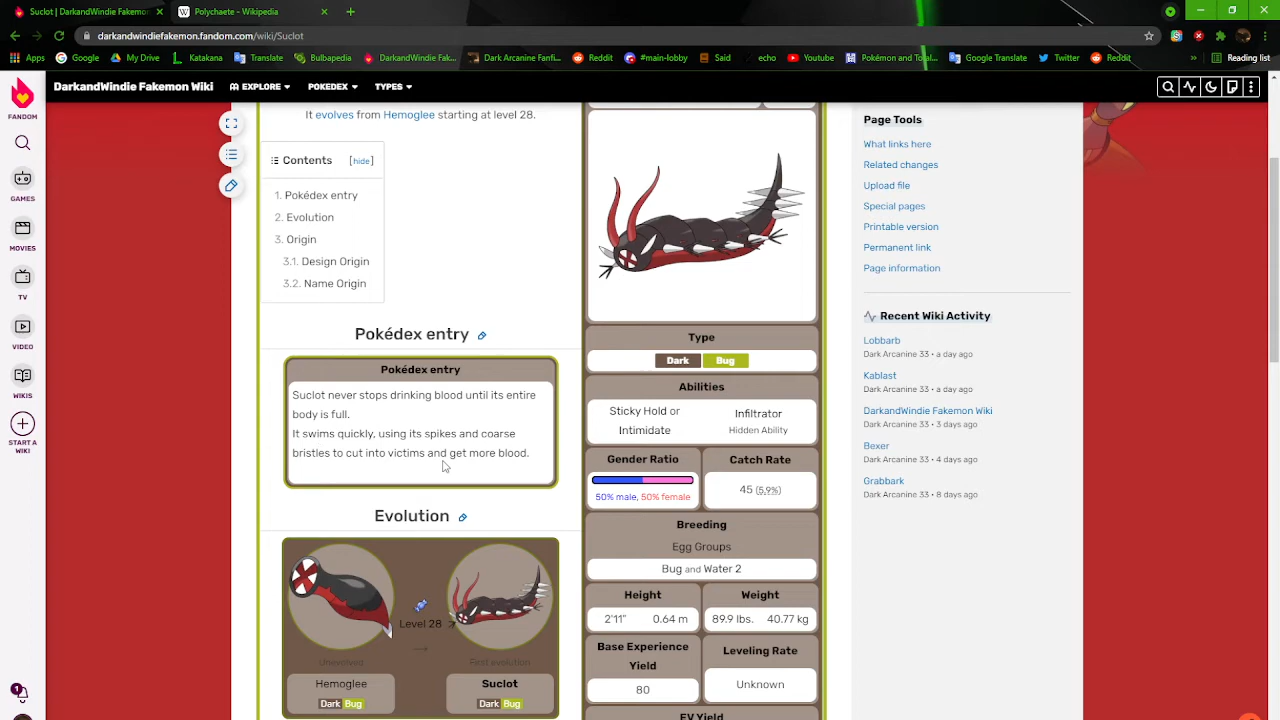 Suclot | DarkandWindie Fakemon
Polychaete - Wikipedia
darkandwindiefakemon.fandom.com/wiki/Suclot
Apps
Google
My Drive
Katakana
Translate
Bulbapedia
DarkandWindie Fak...
Dark Arcanine Fanfi...
Reddit
#main-lobby
Said
echo
Youtube
Pokémon and Total...
Google Translate
Twitter
Reddit
»
Reading list
FANDOM
GAMES
MOVIES
TV
VIDEO
WIKIS
START A
WIKI
1
DarkandWindie Fakemon Wiki
EXPLORE
POKEDEX
TYPES
It evolves from Hemoglee starting at level 28.
Contents [hide]
1. Pokédex entry
2. Evolution
3. Origin
3.1. Design Origin
3.2. Name Origin
Pokédex entry
Pokédex entry
Suclot never stops drinking blood until its entire
body is full.
It swims quickly, using its spikes and coarse
bristles to cut into victims and get more blood.
Evolution
Level 28
→
Unevolved
First evolution
Hemoglee
Dark Bug
Suclot
Dark Bug
Type
Dark Bug
Abilities
Sticky Hold or
Intimidate
Infiltrator
Hidden Ability
Gender Ratio
50% male, 50% female
Catch Rate
45 (5.9%)
Breeding
Egg Groups
Bug and Water 2
Height
2'11" 0.64 m
Weight
89.9 lbs. 40.77 kg
Base Experience
Yield
80
Leveling Rate
Unknown
EV Yield
Page Tools
What links here
Related changes
Upload file
Special pages
Printable version
Permanent link
Page information
Recent Wiki Activity
Lobbarb
Dark Arcanine 33 • a day ago
Kablast
Dark Arcanine 33 • a day ago
DarkandWindie Fakemon Wiki
Dark Arcanine 33 • 3 days ago
Bexer
Dark Arcanine 33 • 4 days ago
Grabbark
Dark Arcanine 33 • 8 days ago